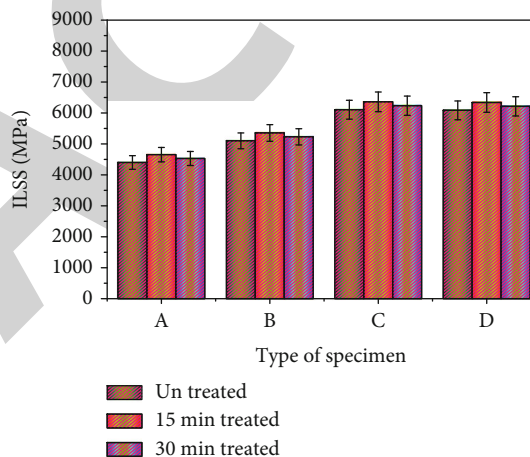 9000
8000
7000
6000
5000
4000
3000
2000
1000
0
ILSS (MPa)
A B C D
Type of specimen
Un treated
15 min treated
30 min treated